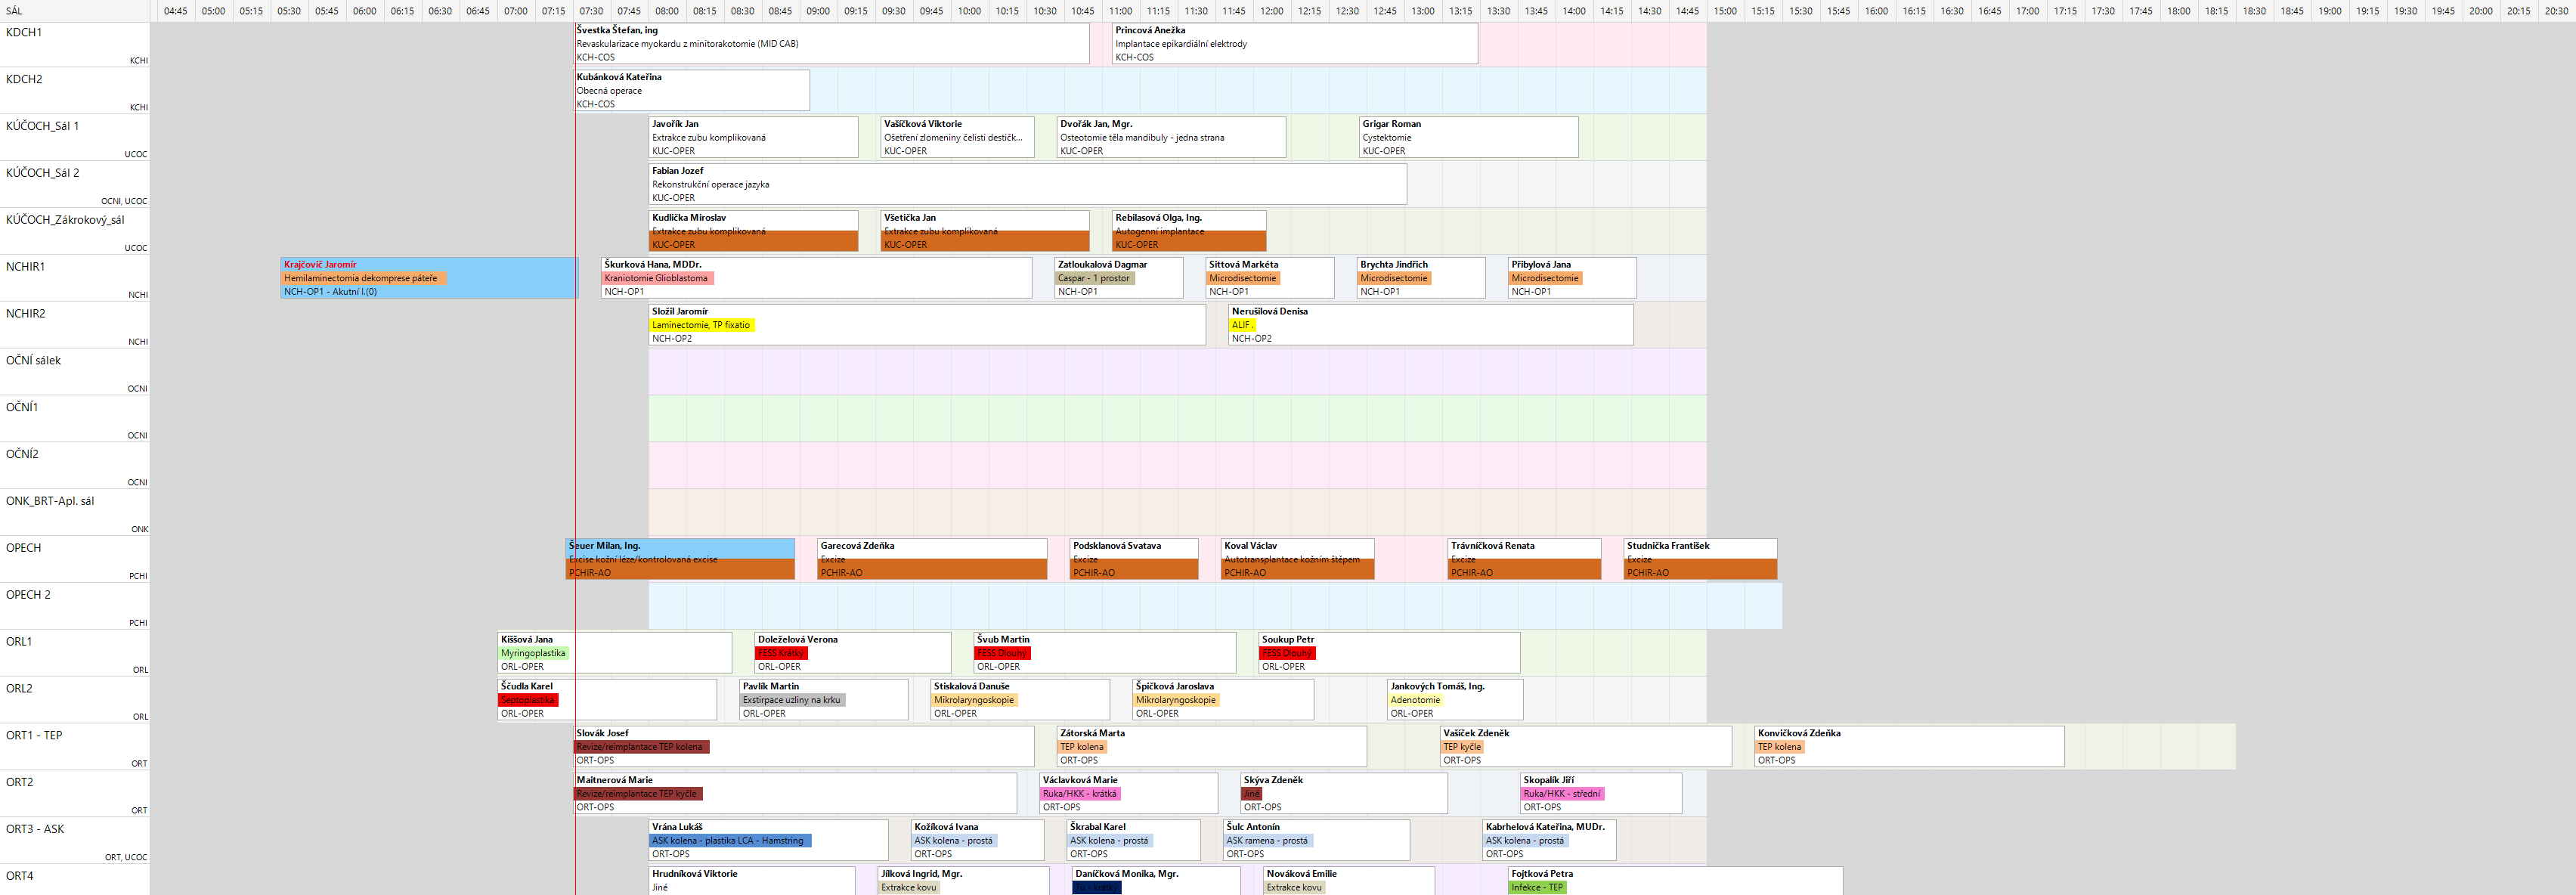 SÁL 04:45 05:00 05:15 05:30 05:45 06:00 06:15 06:30 06:45 07:00 07:15 07:30 07:45 08:00 08:15 08:30 08:45 09:00 09:15 09:30 09:45 10:00 10:15 10:30 10:45 11:00 11:15 11:30 11:45 12:00 12:15 12:30 12:45 13:00 13:15 13:30 13:45 14:00 14:15 14:30 14:45 15:00 15:15 15:30 15:45 16:00 16:15 16:30 16:45 17:00 17:15 17:30 17:45 18:00 18:15 18:30 18:45 19:00 19:15 19:30 19:45 20:00 20:15 20:30
KDCH1 Švestka Štefan, ing Princová Anežka
Revaskularizace myokardu z minitorakotomie (MID CAB) Implantace epikardiální elektrody
KCHI KCH-COS KCH-COS
KDCH2 Kubánková Kateřina
Obecná operace
KCHI KCH-COS
KÚČOCH_Sál 1 Javořík Jan Vašíčková Viktorie Dvořák Jan, Mgr. Grigar Roman
Extrakce zubu komplikovaná Ošetření zlomeniny čelisti destičk... Osteotomie těla mandibuly - jedna strana Cystektomie
UCOC KUC-OPER KUC-OPER KUC-OPER KUC-OPER
KÚČOCH_Sál 2 Fabian Jozef
Rekonstrukční operace jazyka
OCNI, UCOC KUC-OPER
KÚČOCH_Zákrokový_sál Kudlička Miroslav Všetička Jan Rebilasová Olga, Ing.
Extrakce zubu komplikovaná Extrakce zubu komplikovaná Autogenní implantace
UCOC KUC-OPER KUC-OPER KUC-OPER
NCHIR1 Krajčovič Jaromír Škurková Hana, MDDr. Zatloukalová Dagmar Sittová Markéta Brychta Jindřich Přibylová Jana
Hemilaminectomia dekomprese páteře Kraniotomie Glioblastoma Caspar - 1 prostor Microdisectomie Microdisectomie Microdisectomie
NCHI NCH-OP1 - Akutní I.(0) NCH-OP1 NCH-OP1 NCH-OP1 NCH-OP1 NCH-OP1
NCHIR2 Složil Jaromír Nerušilová Denisa
Laminectomie, TP fixatio ALIF .
NCHI NCH-OP2 NCH-OP2
OČNÍ sálek
OCNI
OČNÍ1
OCNI
OČNÍ2
OCNI
ONK_BRT-Apl. sál
ONK
OPECH Šeuer Milan, Ing. Garecová Zdeňka Podsklanová Svatava Koval Václav Trávníčková Renata Studnička František
Excise kožní léze/kontrolovaná excise Excize Excize Autotransplantace kožním štěpem Excize Excize
PCHI PCHIR-AO PCHIR-AO PCHIR-AO PCHIR-AO PCHIR-AO PCHIR-AO
OPECH 2
PCHI
ORL1 Kiššová Jana Doleželová Verona Švub Martin Soukup Petr
Myringoplastika FESS Krátký FESS Dlouhý FESS Dlouhý
ORL ORL-OPER ORL-OPER ORL-OPER ORL-OPER
ORL2 Ščudla Karel Pavlík Martin Stiskalová Danuše Špičková Jaroslava Jankových Tomáš, Ing.
Septoplastika Exstirpace uzliny na krku Mikrolaryngoskopie Mikrolaryngoskopie Adenotomie
ORL ORL-OPER ORL-OPER ORL-OPER ORL-OPER ORL-OPER
ORT1 - TEP Slovák Josef Zátorská Marta Vašíček Zdeněk Konvičková Zdeňka
Revize/reimplantace TEP kolena TEP kolena TEP kyčle TEP kolena
ORT ORT-OPS ORT-OPS ORT-OPS ORT-OPS
ORT2 Maitnerová Marie Václavková Marie Skýva Zdeněk Skopalík Jiří
Revize/reimplantace TEP kyčle Ruka/HKK - krátká Jiné Ruka/HKK - střední
ORT ORT-OPS ORT-OPS ORT-OPS ORT-OPS
ORT3 - ASK Vrána Lukáš Kožíková Ivana Škrabal Karel Šulc Antonín Kabrhelová Kateřina, MUDr.
ASK kolena - plastika LCA - Hamstring ASK kolena - prostá ASK kolena - prostá ASK ramena - prostá ASK kolena - prostá
ORT, UCOC ORT-OPS ORT-OPS ORT-OPS ORT-OPS ORT-OPS
ORT4 Hrudníková Viktorie Jílková Ingrid, Mgr. Daníčková Monika, Mgr. Nováková Emilie Fojtková Petra
Jiné Extrakce kovu Extrakce kovu Infekce - TEP